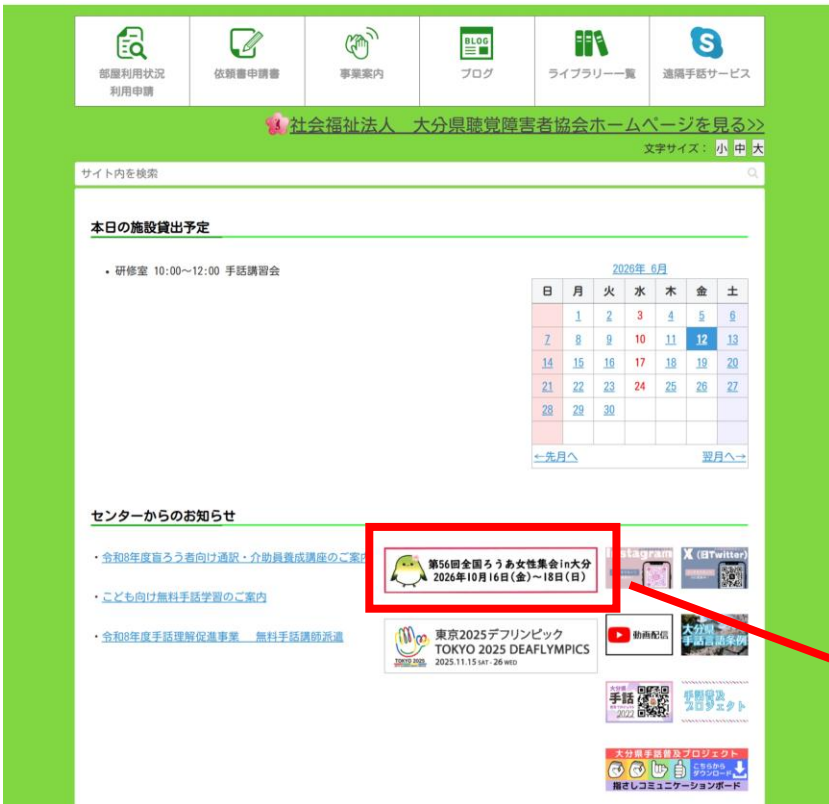 部屋利用状況
利用申請
依頼書申請書
事業案内
BLOG
ブログ
ライブラリー一覧
S
遠隔手話サービス
社会福祉法人　大分県聴覚障害者協会ホームページを見る>>
文字サイズ： 小 中 大
サイト内を検索
本日の施設貸出予定
・研修室 10:00～12:00 手話講習会
2026年 6月
日 月 火 水 木 金 土
1 2 3 4 5 6
7 8 9 10 11 12 13
14 15 16 17 18 19 20
21 22 23 24 25 26 27
28 29 30
←先月へ 翌月へ→
センターからのお知らせ
・令和8年度盲ろう者向け通訳・介助員養成講座のご案内
・こども向け無料手話学習のご案内
・令和8年度手話理解促進事業　無料手話講師派遣
第56回全国ろうあ女性集会in大分
2026年10月16日(金)～18日(日)
TOKYO 2025
東京2025デフリンピック
TOKYO 2025 DEAFLYMPICS
2025.11.15 SAT - 26 WED
Instagram
X (旧Twitter)
動画配信
大分県
手話言語条例
大分県
手話
2022
手話普及
プロジェクト
大分県手話普及プロジェクト
こちらから
ダウンロード
指さしコミュニケーションボード